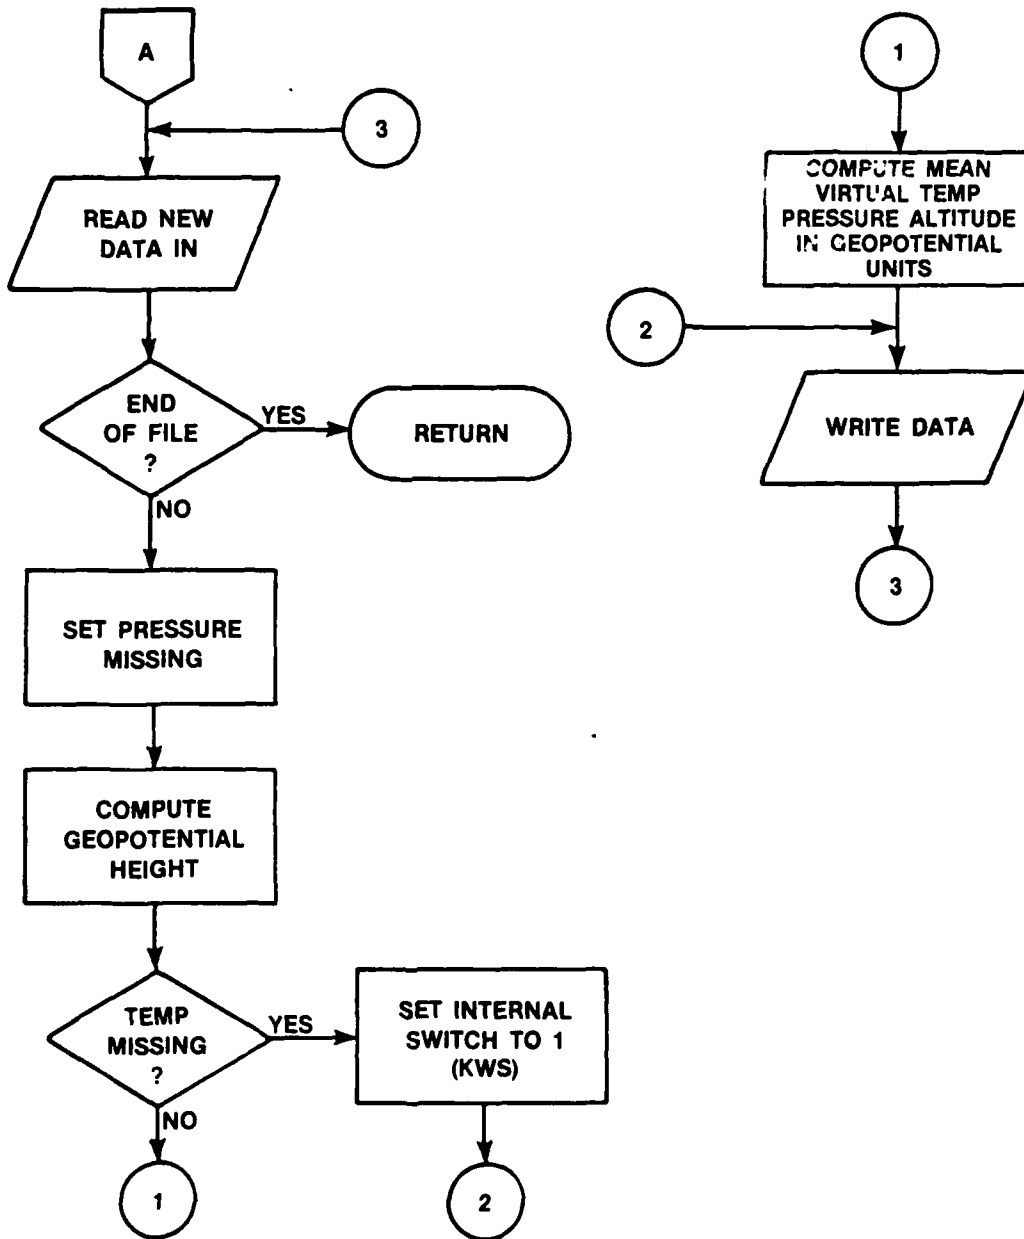 A
3
READ NEW
DATA IN
END
OF FILE
?
YES
RETURN
NO
SET PRESSURE
MISSING
COMPUTE
GEOPOTENTIAL
HEIGHT
TEMP
MISSING
?
YES
SET INTERNAL
SWITCH TO 1
(KWS)
NO
1
2
1
COMPUTE MEAN
VIRTUAL TEMP
PRESSURE ALTITUDE
IN GEOPOTENTIAL
UNITS
2
WRITE DATA
3